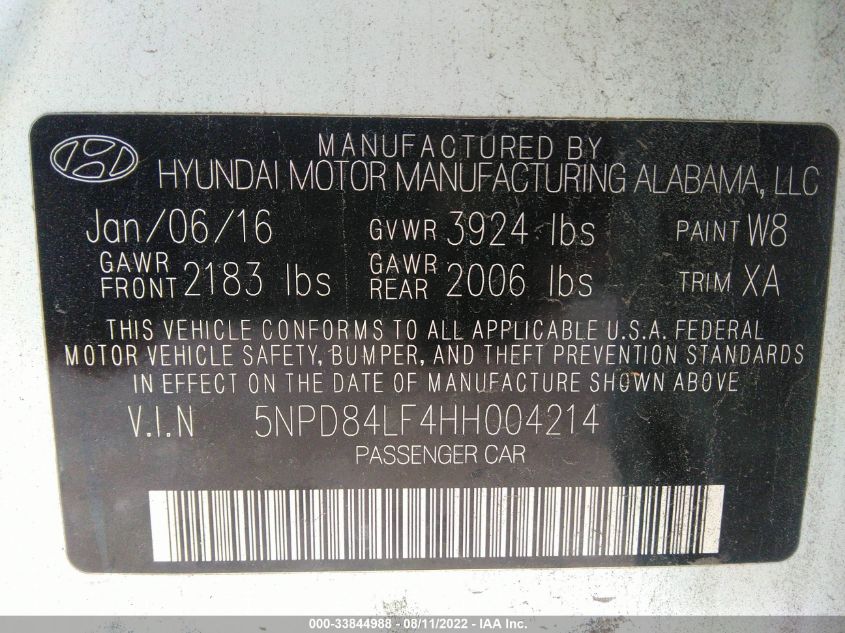 MANUFACTURED BY
HYUNDAI MOTOR MANUFACTURING ALABAMA, LLC
Jan/06/16 GVWR 3924 lbs PAINT W8
GAWR FRONT 2183 lbs GAWR REAR 2006 lbs TRIM XA
THIS VEHICLE CONFORMS TO ALL APPLICABLE U.S.A. FEDERAL
MOTOR VEHICLE SAFETY, BUMPER, AND THEFT PREVENTION STANDARDS
IN EFFECT ON THE DATE OF MANUFACTURE SHOWN ABOVE
V.I.N 5NPD84LF4HH004214
PASSENGER CAR
000-33844988 - 08/11/2022 - IAA Inc.